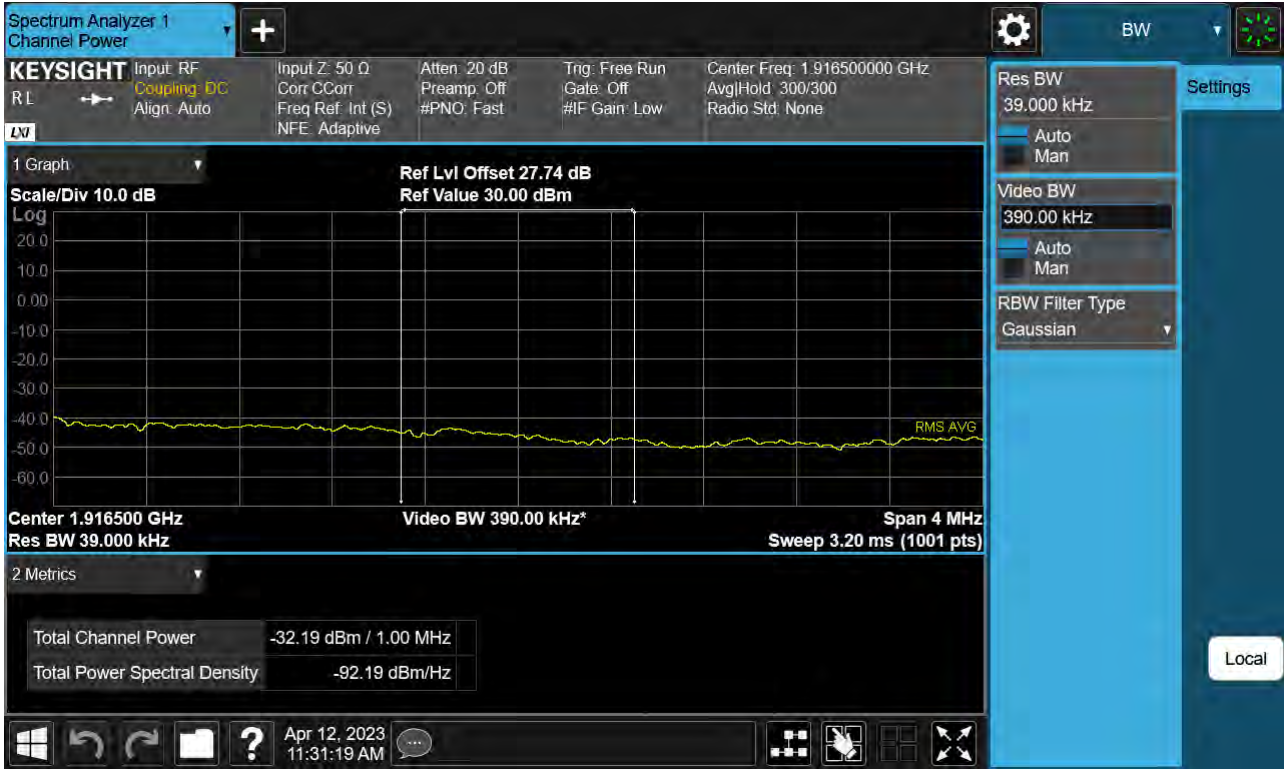 Spectrum Analyzer 1
Channel Power
+
BW
KEYSIGHT
R L
LXI
Input: RF
Coupling: DC
Align: Auto
Input Z: 50 Ω
Corr CCorr
Freq Ref: Int (S)
NFE: Adaptive
Atten: 20 dB
Preamp: Off
#PNO: Fast
Trig: Free Run
Gate: Off
#IF Gain: Low
Center Freq: 1.916500000 GHz
Avg|Hold: 300/300
Radio Std: None
Res BW
39.000 kHz
Auto
Man
Settings
Video BW
390.00 kHz
Auto
Man
RBW Filter Type
Gaussian
1 Graph
Scale/Div 10.0 dB
Ref Lvl Offset 27.74 dB
Ref Value 30.00 dBm
Log
20.0
10.0
0.00
-10.0
-20.0
-30.0
-40.0
-50.0
-60.0
RMS AVG
Center 1.916500 GHz
Video BW 390.00 kHz*
Span 4 MHz
Res BW 39.000 kHz
Sweep 3.20 ms (1001 pts)
2 Metrics
Total Channel Power -32.19 dBm / 1.00 MHz
Total Power Spectral Density -92.19 dBm/Hz
Local
?
Apr 12, 2023
11:31:19 AM